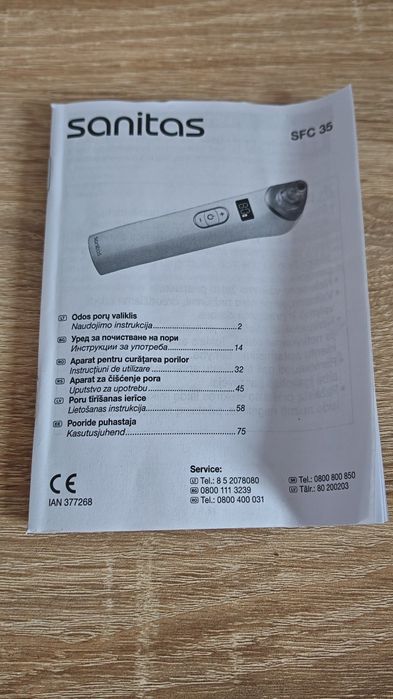 sanitas
SFC 35
sanitas
LT Odos porų valiklis
Naudojimo instrukcija 2
BG Уред за почистване на пори
Инструкции за употреба 14
RO Aparat pentru curățarea porilor
Instrucțiuni de utilizare 32
RS Aparat za čišćenje pora
Uputstvo za upotrebu 45
LV Poru tīrīšanas ierīce
Lietošanas instrukcija 58
EE Pooride puhastaja
Kasutusjuhend 75
CE
IAN 377268
Service:
LT Tel.: 8 5 2078080
BG 0800 111 3239
RO Tel.: 0800 400 031
Tel.: 0800 800 850
LV Tālr.: 80 200203